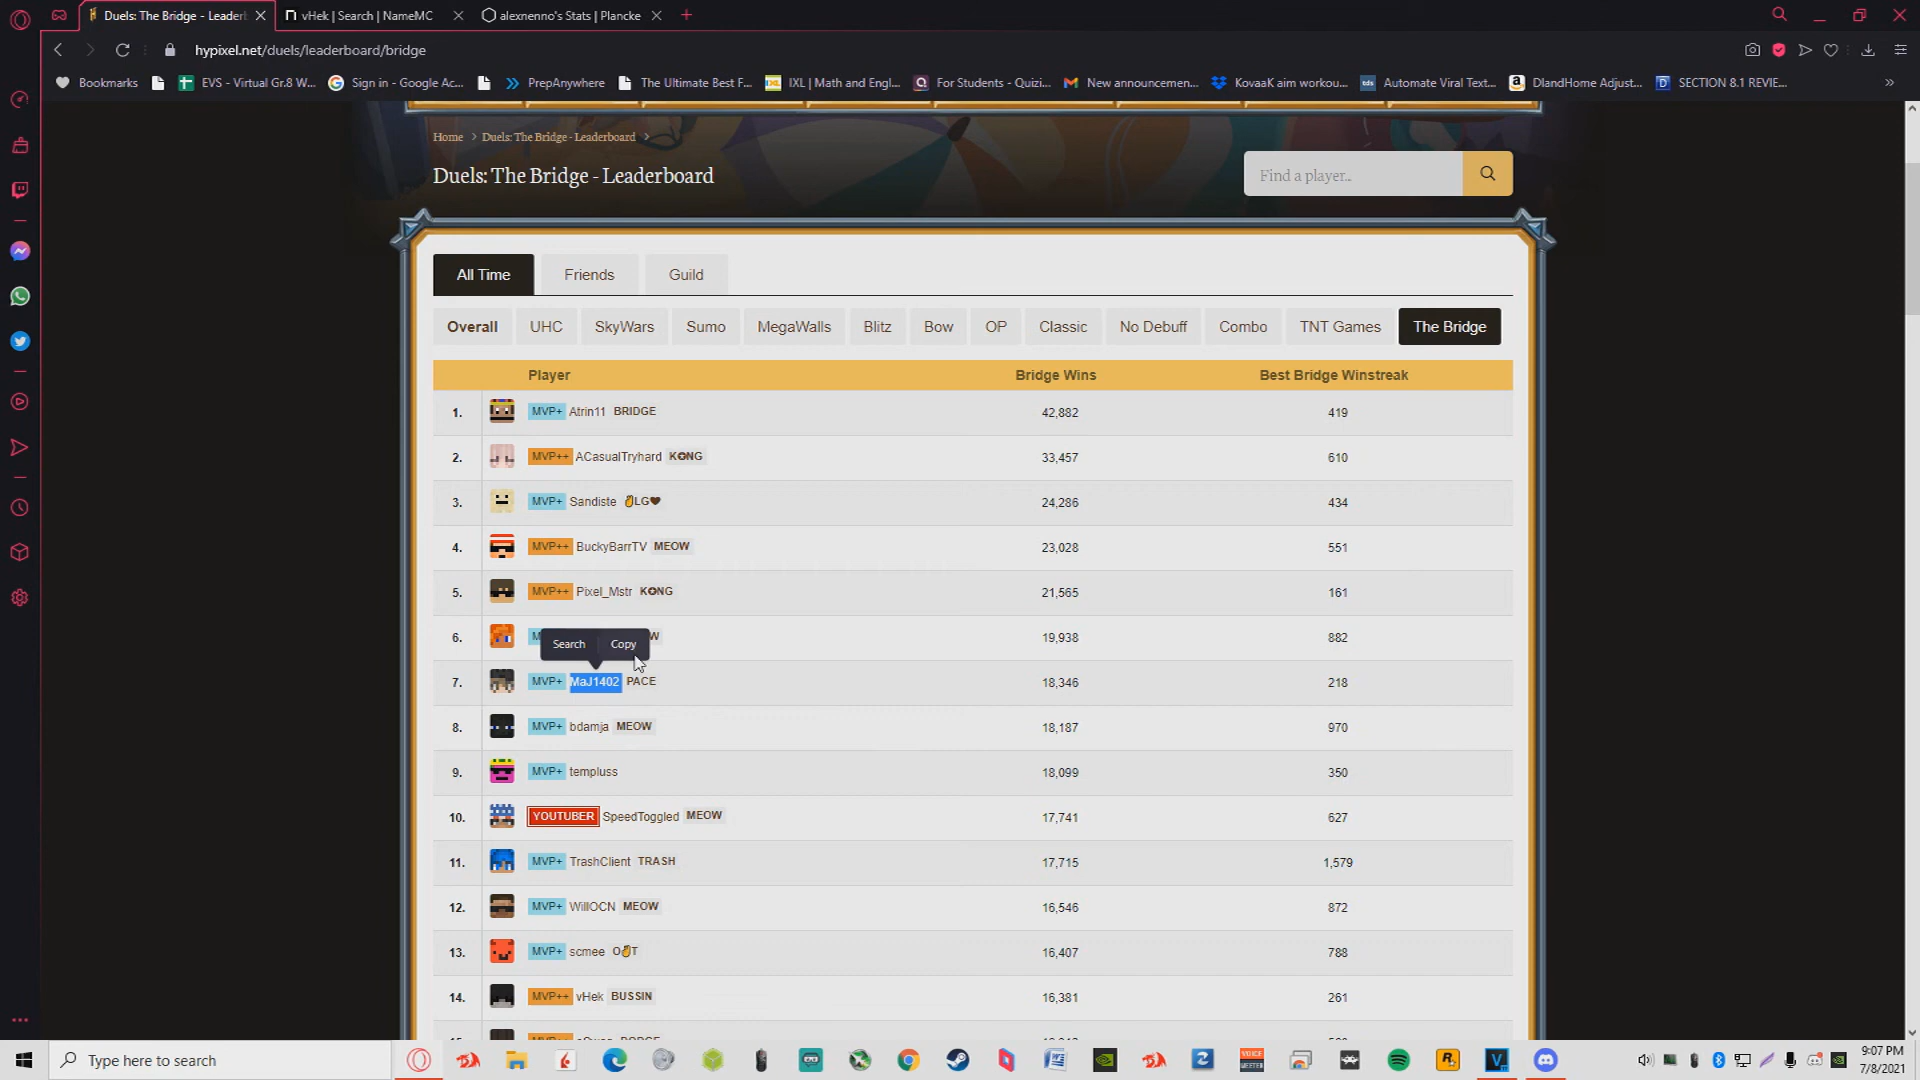 Duels: The Bridge - Leaderb
vHek | Search | NameMC
alexnenno's Stats | Plancke
hypixel.net/duels/leaderboard/bridge
Bookmarks
EVS - Virtual Gr.8 W...
Sign in - Google Ac...
PrepAnywhere
The Ultimate Best F...
IXL | Math and Engl...
For Students - Quizi...
New announcemen...
KovaaK aim workou...
Automate Viral Text...
DlandHome Adjust...
SECTION 8.1 REVIE...
Home > Duels: The Bridge - Leaderboard >
Duels: The Bridge - Leaderboard
Find a player...
All Time Friends Guild
Overall UHC SkyWars Sumo MegaWalls Blitz Bow OP Classic No Debuff Combo TNT Games The Bridge
Player Bridge Wins Best Bridge Winstreak
1. MVP+ Atrin11 BRIDGE 42,882 419
2. MVP++ ACasualTryhard KONG 33,457 610
3. MVP+ Sandiste ✌LG❤ 24,286 434
4. MVP++ BuckyBarrTV MEOW 23,028 551
5. MVP++ Pixel_Mstr KONG 21,565 161
6. 19,938 882
Search Copy
7. MVP+ MaJ1402 PACE 18,346 218
8. MVP+ bdamja MEOW 18,187 970
9. MVP+ templuss 18,099 350
10. YOUTUBER SpeedToggled MEOW 17,741 627
11. MVP+ TrashClient TRASH 17,715 1,579
12. MVP+ WillOCN MEOW 16,546 872
13. MVP+ scmee O✌T 16,407 788
14. MVP++ vHek BUSSIN 16,381 261
Type here to search
9:07 PM
7/8/2021